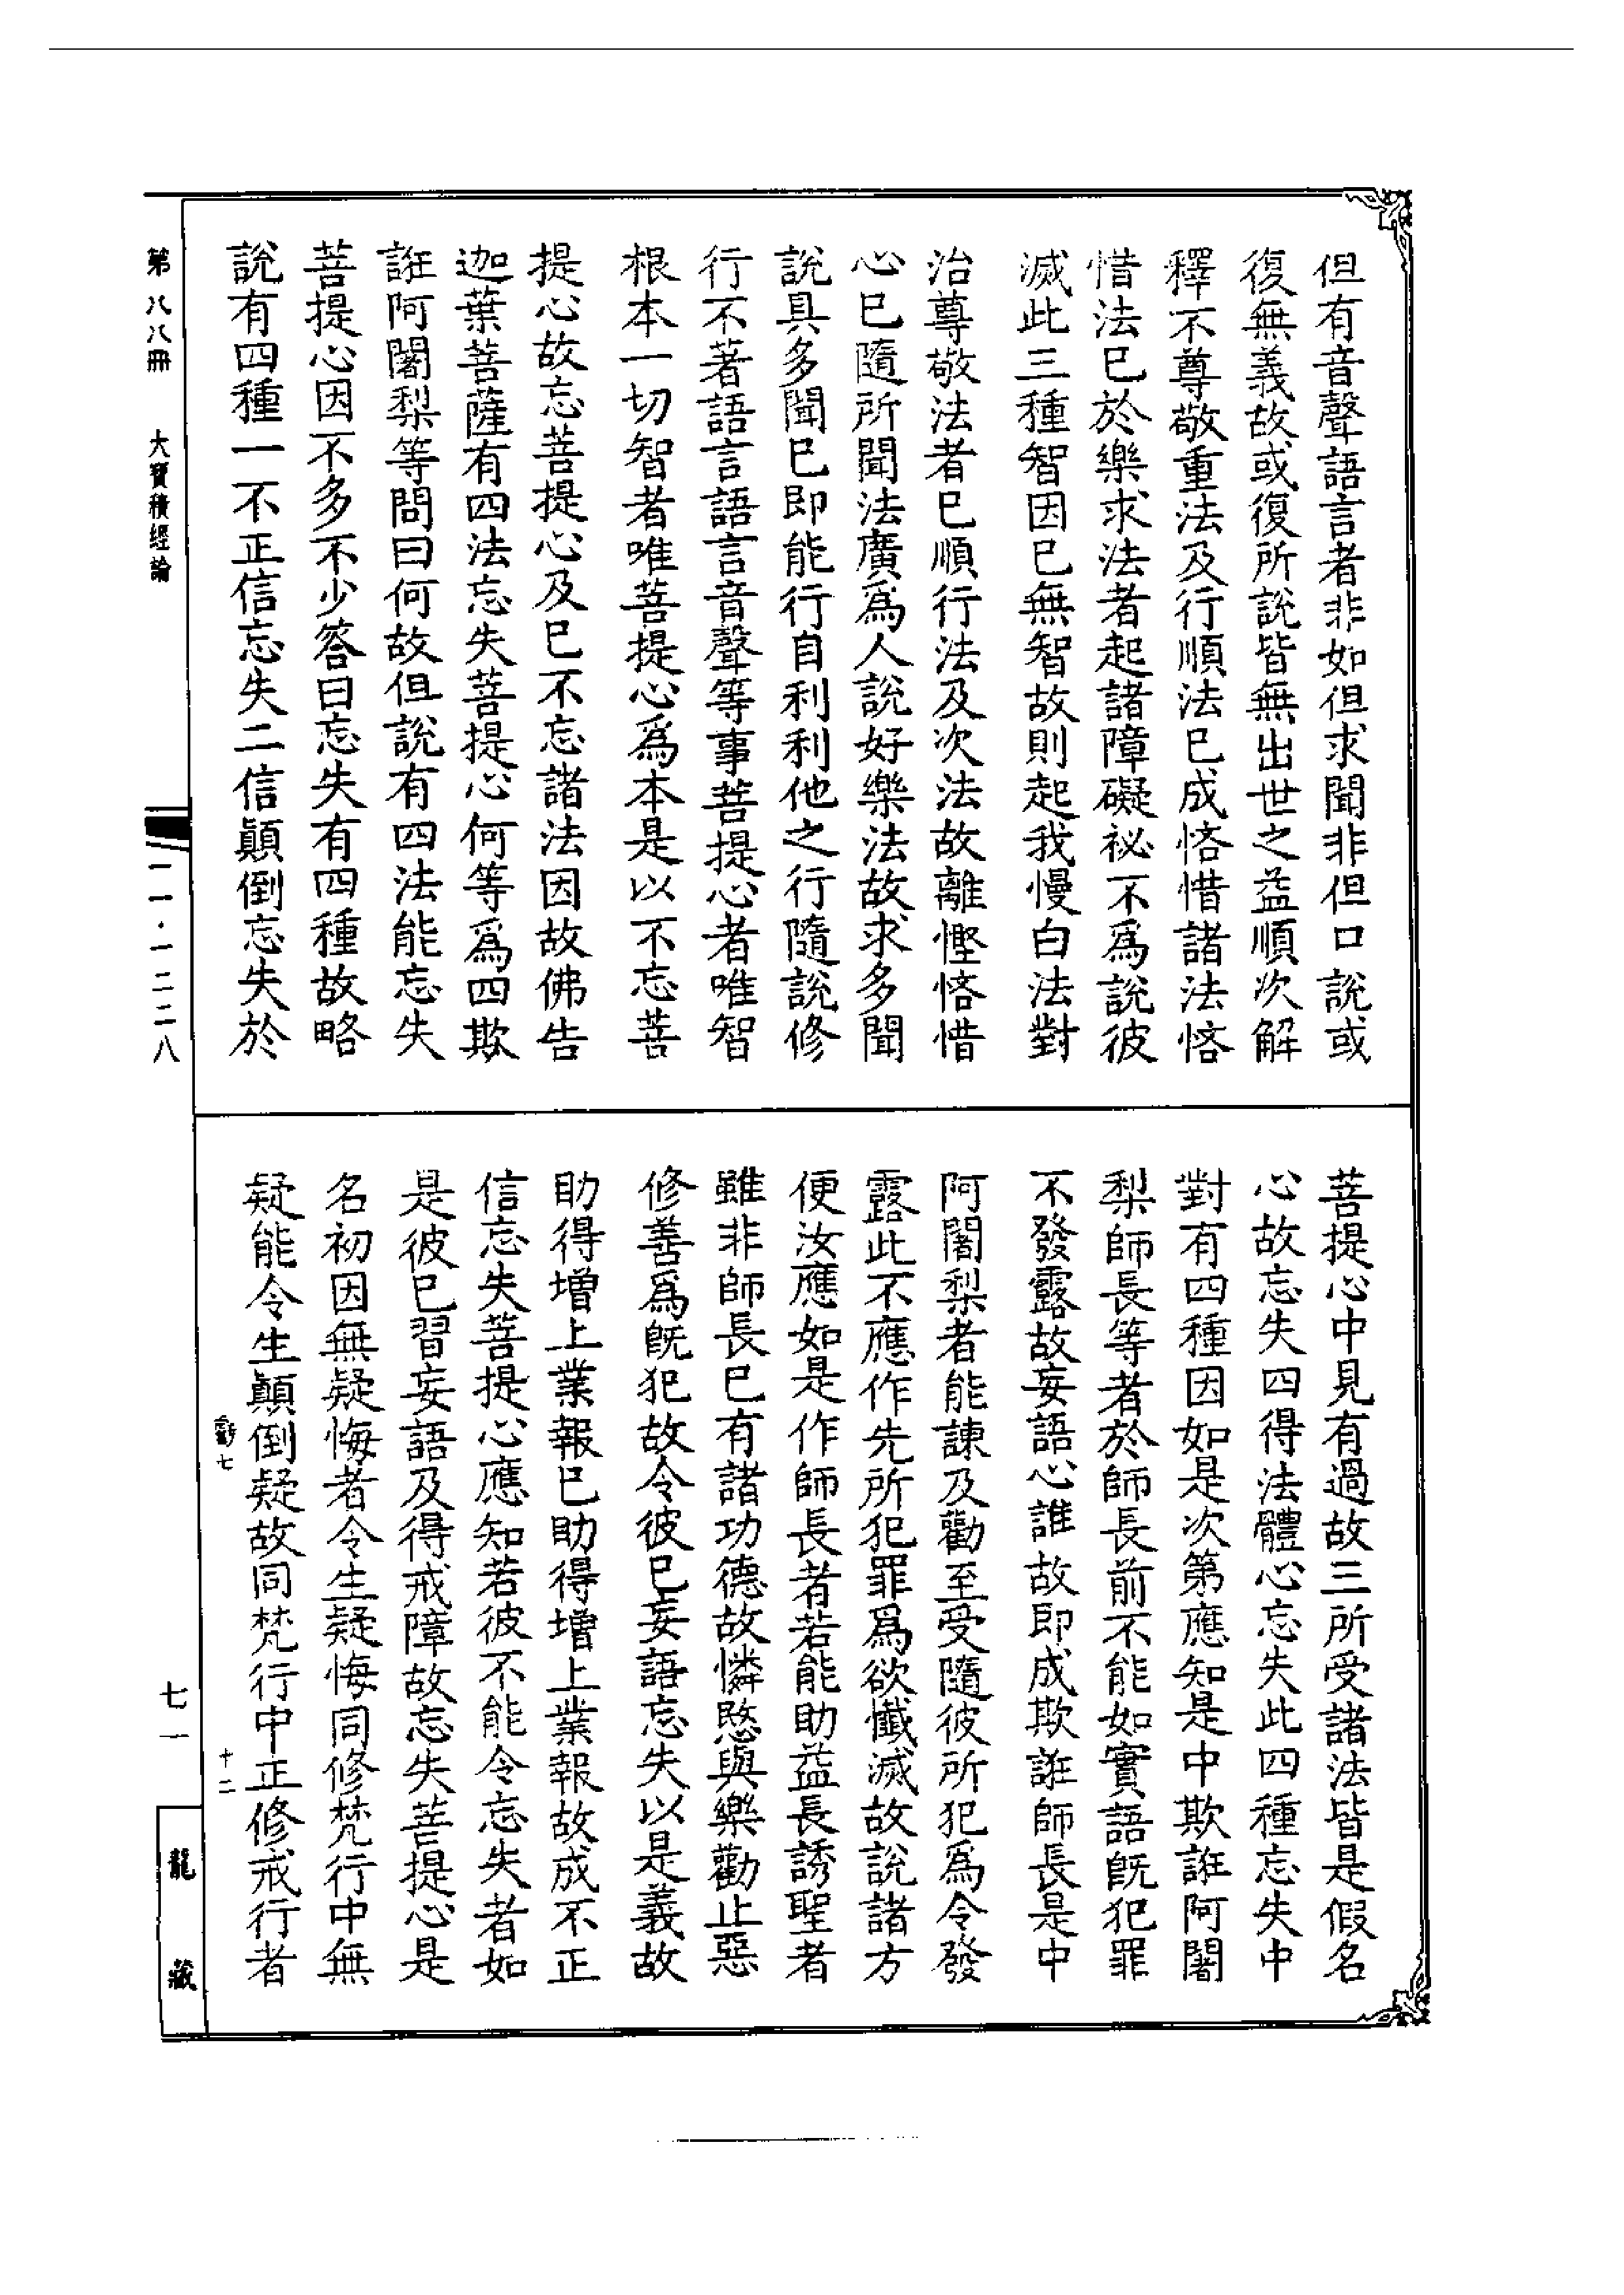 但有音聲語言者非如但求聞非但口說或
復無義故或復所說皆無出世之益順次解
釋不尊敬重法及行順法已成悋惜諸法悋
惜法已於樂求法者起諸障礙祕不為說彼
滅此三種智因已無智故則起我慢白法對
治尊敬法者已順行法及次法故離慳悋惜
心已隨所聞法廣爲人說好樂法故求多聞
說具多聞已即能行自利利他之行隨說修
行不著語言語言音聲等事菩提心者唯智
根本一切智者唯菩提心爲本是以不忘菩
提心故忘菩提心及已不忘諸法因故佛告
迦葉菩薩有四法忘失菩提心何等爲四欺
誑阿闍梨等問曰何故但說有四法能忘失
菩提心因不多不少答曰忘失有四種故略
說有四種一不正信忘失二信顛倒忘失於
菩提心中見有過故三所受諸法皆是假名
心故忘失四得法體心忘失此四種忘失中
對有四種因如是次第應知是中欺誑阿闍
梨師長等者於師長前不能如實語旣犯罪
不發露故妄語心誰故即成欺誑師長是中
阿闍梨者能諫及勸至受隨彼所犯爲令發
露此不應作先所犯罪爲欲懺滅故說諸方
便汝應如是作師長者若能助益長誘聖者
雖非師長已有諸功德故憐愍與樂勸止惡
修善爲旣犯故令彼已妄語忘失以是義故
助得增上業報已助得增上業報故成不正
信忘失菩提心應知若彼不能令忘失者如
是彼已習妄語及得戒障故忘失菩提心是
名初因無疑悔者令生疑悔同修梵行中無
疑能令生顛倒疑故同梵行中正修戒行者
第八八冊
大寶積經論
一一·一二二八
七一
龍藏
七
十二